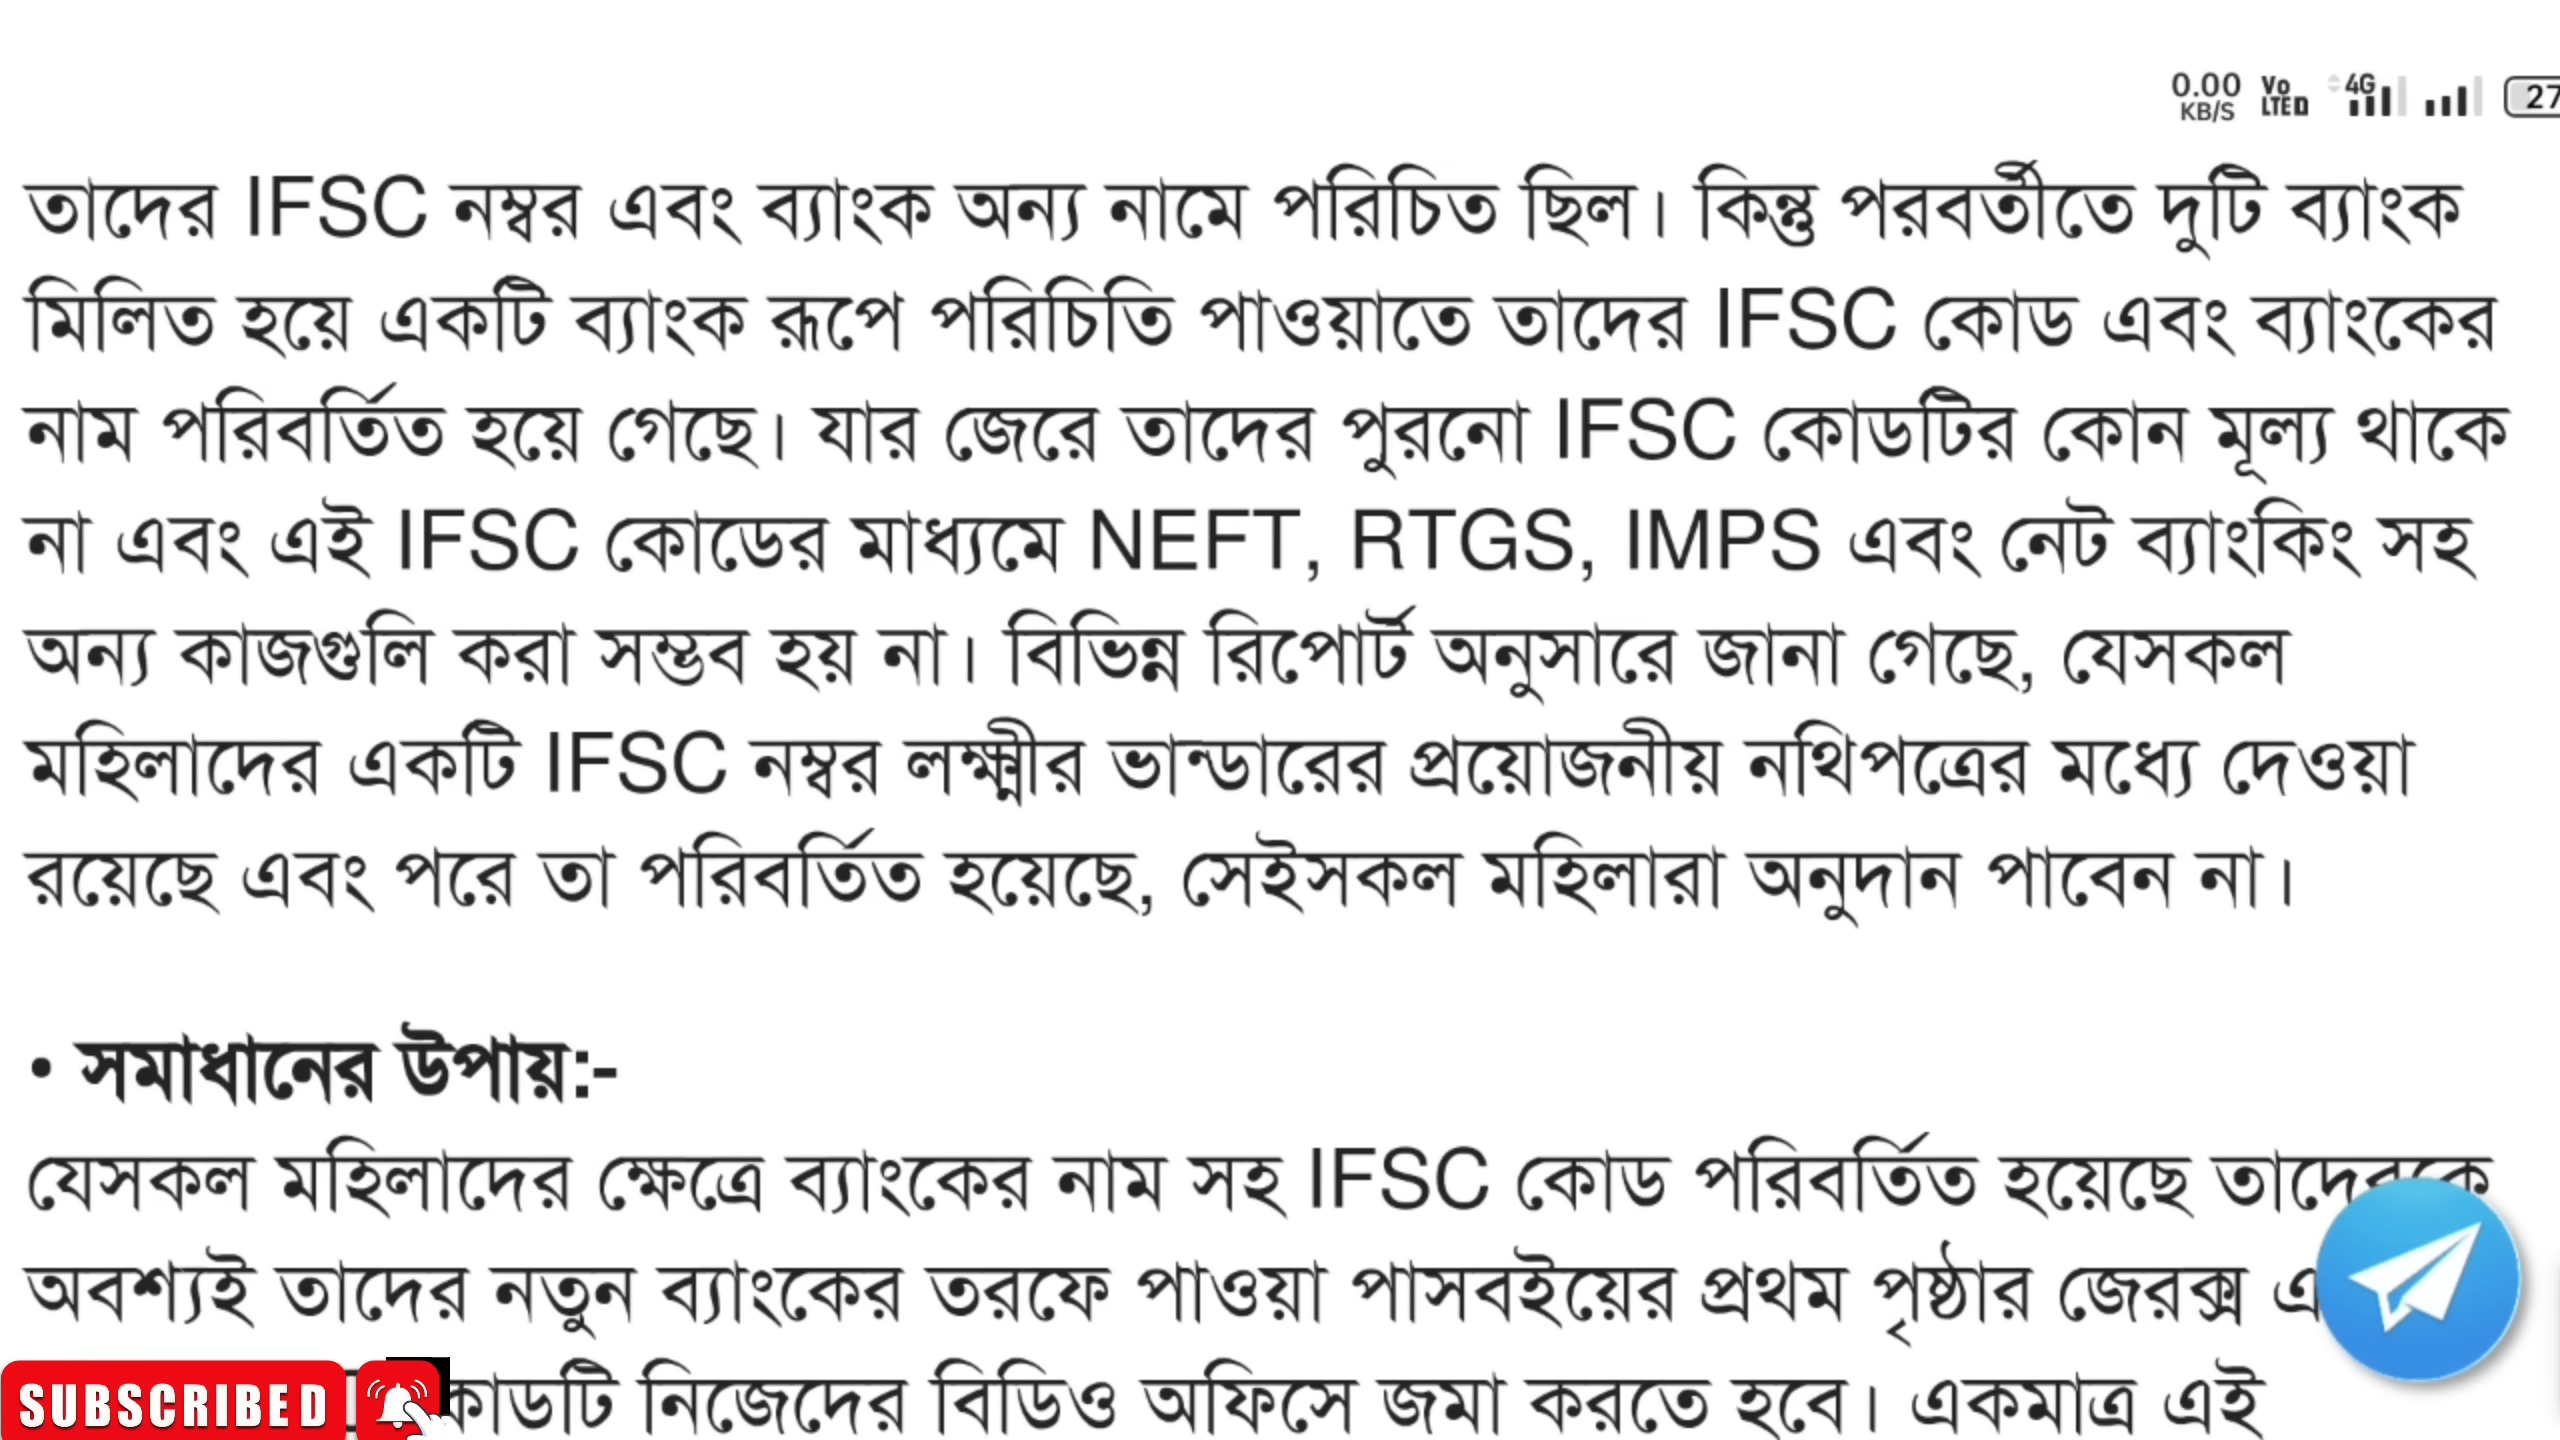 0.00 KB/S Vo LTE D 4G 27
তাদের IFSC নম্বর এবং ব্যাংক অন্য নামে পরিচিত ছিল। কিন্তু পরবর্তীতে দুটি ব্যাংক
মিলিত হয়ে একটি ব্যাংক রূপে পরিচিতি পাওয়াতে তাদের IFSC কোড এবং ব্যাংকের
নাম পরিবর্তিত হয়ে গেছে। যার জেরে তাদের পুরনো IFSC কোডটির কোন মূল্য থাকে
না এবং এই IFSC কোডের মাধ্যমে NEFT, RTGS, IMPS এবং নেট ব্যাংকিং সহ
অন্য কাজগুলি করা সম্ভব হয় না। বিভিন্ন রিপোর্ট অনুসারে জানা গেছে, যেসকল
মহিলাদের একটি IFSC নম্বর লক্ষ্মীর ভান্ডারের প্রয়োজনীয় নথিপত্রের মধ্যে দেওয়া
রয়েছে এবং পরে তা পরিবর্তিত হয়েছে, সেইসকল মহিলারা অনুদান পাবেন না।
• সমাধানের উপায়:-
যেসকল মহিলাদের ক্ষেত্রে ব্যাংকের নাম সহ IFSC কোড পরিবর্তিত হয়েছে তাদেরকে
অবশ্যই তাদের নতুন ব্যাংকের তরফে পাওয়া পাসবইয়ের প্রথম পৃষ্ঠার জেরক্স
SUBSCRIBED নিজেদের বিডিও অফিসে জমা করতে হবে। একমাত্র এই